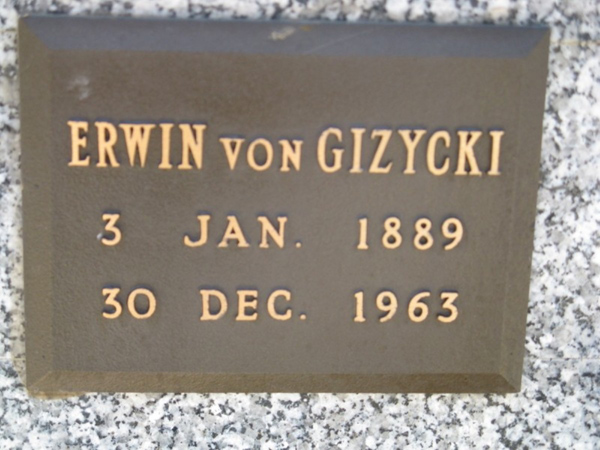 ERWIN VON GIZYCKI
3 JAN. 1889
30 DEC. 1963